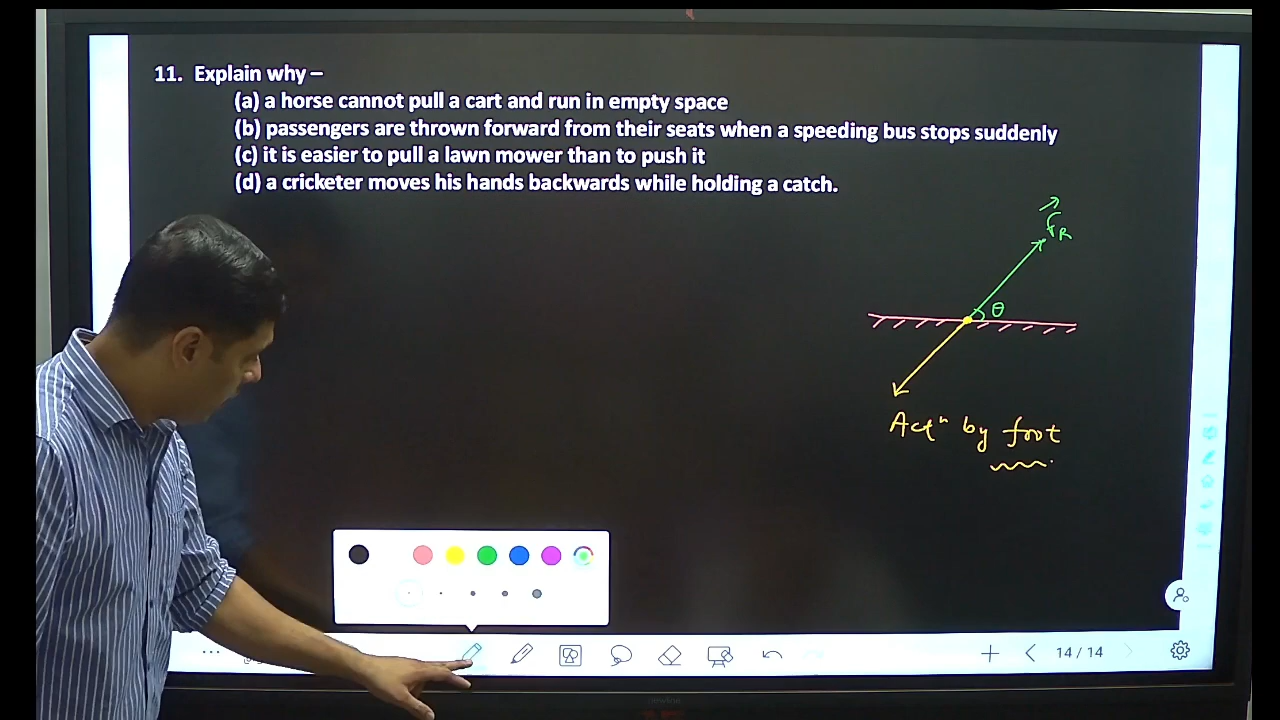 11. Explain why –
(a) a horse cannot pull a cart and run in empty space
(b) passengers are thrown forward from their seats when a speeding bus stops suddenly
(c) it is easier to pull a lawn mower than to push it
(d) a cricketer moves his hands backwards while holding a catch.
f⃗R
θ
Actⁿ by foot
14 / 14